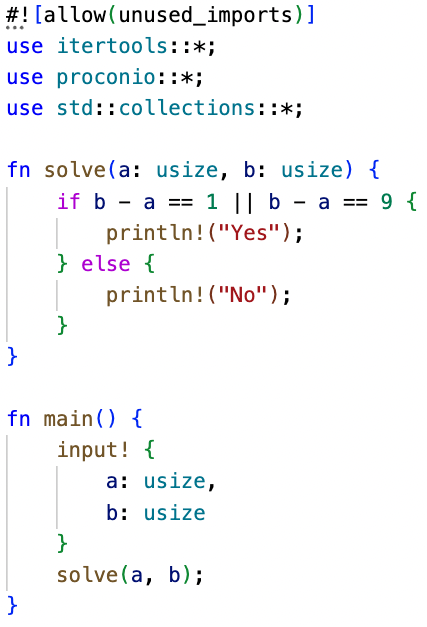 #![allow(unused_imports)]
use itertools::*;
use proconio::*;
use std::collections::*;

fn solve(a: usize, b: usize) {
    if b - a == 1 || b - a == 9 {
        println!("Yes");
    } else {
        println!("No");
    }
}

fn main() {
    input! {
        a: usize,
        b: usize
    }
    solve(a, b);
}